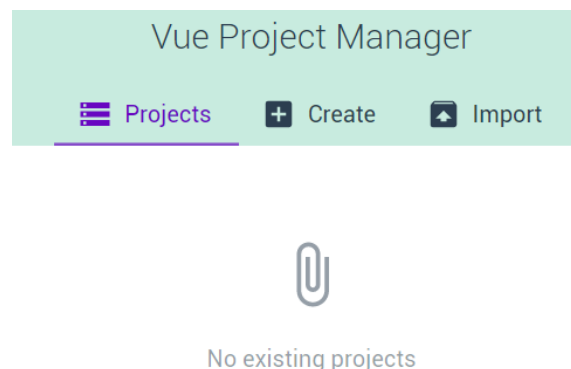 Vue Project Manager
Projects Create Import
No existing projects